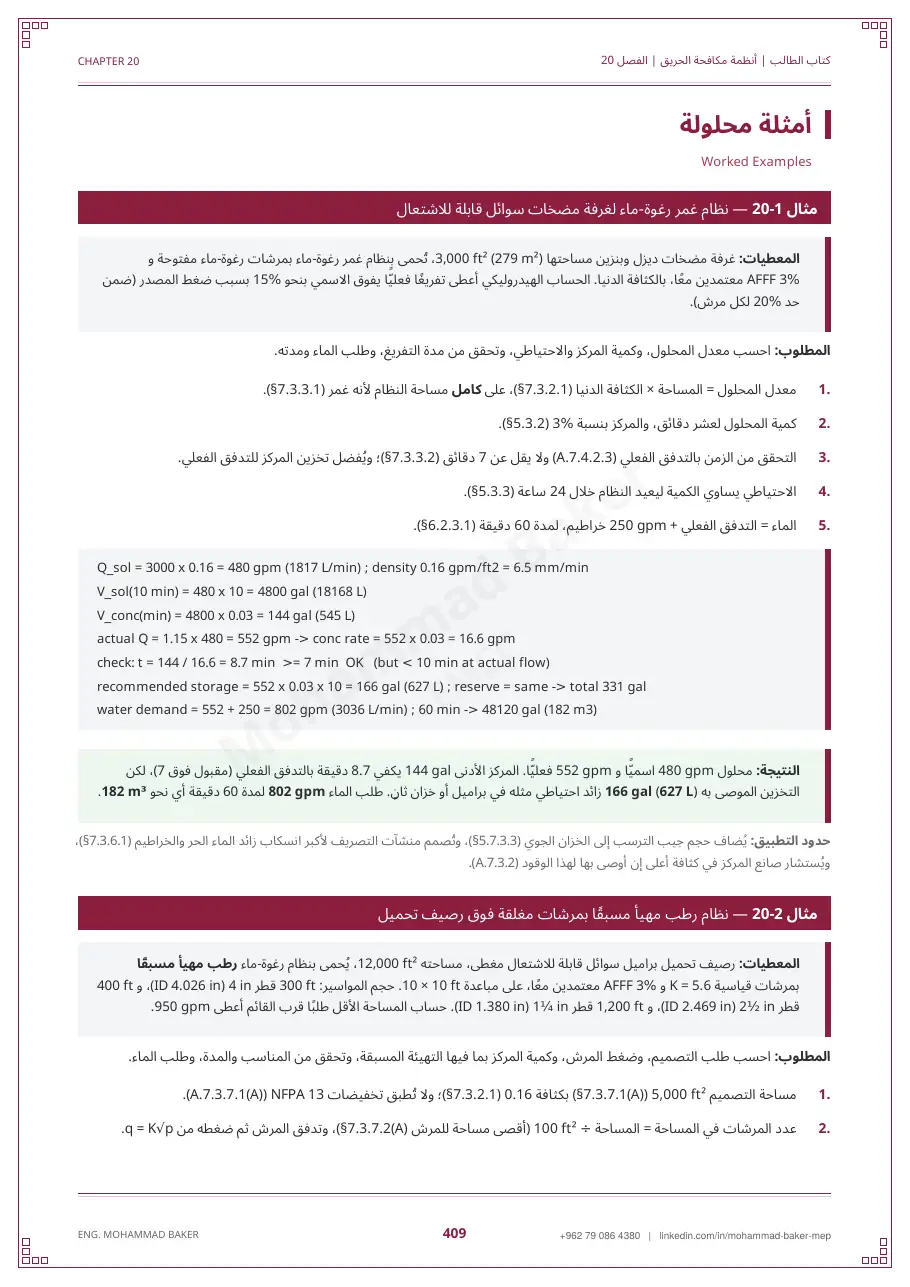 كتاب الطالب | أنظمة مكافحة الحريق | الفصل 20
CHAPTER 20
أمثلة محلولة
Worked Examples
مثال 1-20 — نظام غمر رغوة-ماء لغرفة مضخات سوائل قابلة للاشتعال
المعطيات: غرفة مضخات ديزل وبنزين مساحتها 3,000 ft² (279 m²)، تُحمى بنظام غمر رغوة-ماء بمرشات رغوة-ماء مفتوحة و
AFFF 3% معتمدين معًا، بالكثافة الدنيا. الحساب الهيدروليكي أعطى تفريغًا فعليًّا يفوق الاسمي بنحو 15% بسبب ضغط المصدر (ضمن
حد 20% لكل مرش).
المطلوب: احسب معدل المحلول، وكمية المركز والاحتياطي، وتحقق من مدة التفريغ، وطلب الماء ومدته.
1. معدل المحلول = المساحة × الكثافة الدنيا (7.3.2.1§)، على كامل مساحة النظام لأنه غمر (7.3.3.1§).
2. كمية المحلول لعشر دقائق، والمركز بنسبة 3% (5.3.2§).
3. التحقق من الزمن بالتدفق الفعلي (A.7.4.2.3) ولا يقل عن 7 دقائق (7.3.3.2§)؛ ويُفضل تخزين المركز للتدفق الفعلي.
4. الاحتياطي يساوي الكمية ليعيد النظام خلال 24 ساعة (5.3.3§).
5. الماء = التدفق الفعلي + 250 gpm خراطيم، لمدة 60 دقيقة (6.2.3.1§).
Q_sol = 3000 x 0.16 = 480 gpm (1817 L/min) ; density 0.16 gpm/ft2 = 6.5 mm/min
V_sol(10 min) = 480 x 10 = 4800 gal (18168 L)
V_conc(min) = 4800 x 0.03 = 144 gal (545 L)
actual Q = 1.15 x 480 = 552 gpm -> conc rate = 552 x 0.03 = 16.6 gpm
check: t = 144 / 16.6 = 8.7 min >= 7 min OK (but < 10 min at actual flow)
recommended storage = 552 x 0.03 x 10 = 166 gal (627 L) ; reserve = same -> total 331 gal
water demand = 552 + 250 = 802 gpm (3036 L/min) ; 60 min -> 48120 gal (182 m3)
Mohammad Baker
النتيجة: محلول 480 gpm اسميًّا و 552 gpm فعليًّا. المركز الأدنى 144 gal يكفي 8.7 دقيقة بالتدفق الفعلي (مقبول فوق 7)، لكن
التخزين الموصى به 166 gal (627 L) زائد احتياطي مثله في براميل أو خزان ثانٍ. طلب الماء 802 gpm لمدة 60 دقيقة أي نحو 182 m³.
حدود التطبيق: يُضاف حجم جيب الترسب إلى الخزان الجوي (5.7.3.3§)، وتُصمم منشآت التصريف لأكبر انسكاب زائد الماء الحر والخراطيم (7.3.6.1§)،
ويُستشار صانع المركز في كثافة أعلى إن أوصى بها لهذا الوقود (A.7.3.2).
مثال 2-20 — نظام رطب مهيأ مسبقًا بمرشات مغلقة فوق رصيف تحميل
المعطيات: رصيف تحميل براميل سوائل قابلة للاشتعال مغطى، مساحته 12,000 ft²، يُحمى بنظام رغوة-ماء رطب مهيأ مسبقًا
بمرشات قياسية K = 5.6 و AFFF 3% معتمدين معًا، على مباعدة 10 × 10 ft. حجم المواسير: 300 ft قطر 4 in (ID 4.026 in)، و 400 ft
قطر 2½ in (ID 2.469 in)، و 1,200 ft قطر 1¼ in (ID 1.380 in). حساب المساحة الأقل طلبًا قرب القائم أعطى 950 gpm.
المطلوب: احسب طلب التصميم، وضغط المرش، وكمية المركز بما فيها التهيئة المسبقة، وتحقق من المناسب والمدة، وطلب الماء.
1. مساحة التصميم 5,000 ft² (7.3.7.1(A)§) بكثافة 0.16 (7.3.2.1§)؛ ولا تُطبق تخفيضات NFPA 13 (A.7.3.7.1(A)).
2. عدد المرشات في المساحة = المساحة ÷ 100 ft² (أقصى مساحة للمرش 7.3.7.2(A)§)، وتدفق المرش ثم ضغطه من q = K√p.
ENG. MOHAMMAD BAKER
409
+962 79 086 4380 | linkedin.com/in/mohammad-baker-mep